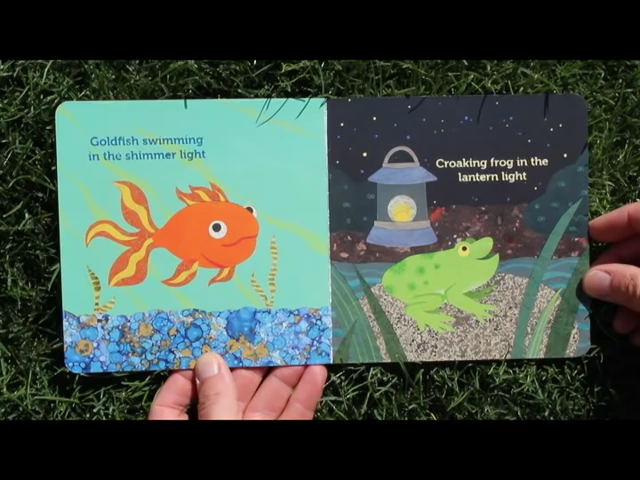 Goldfish swimming
in the shimmer light
Croaking frog in the
lantern light